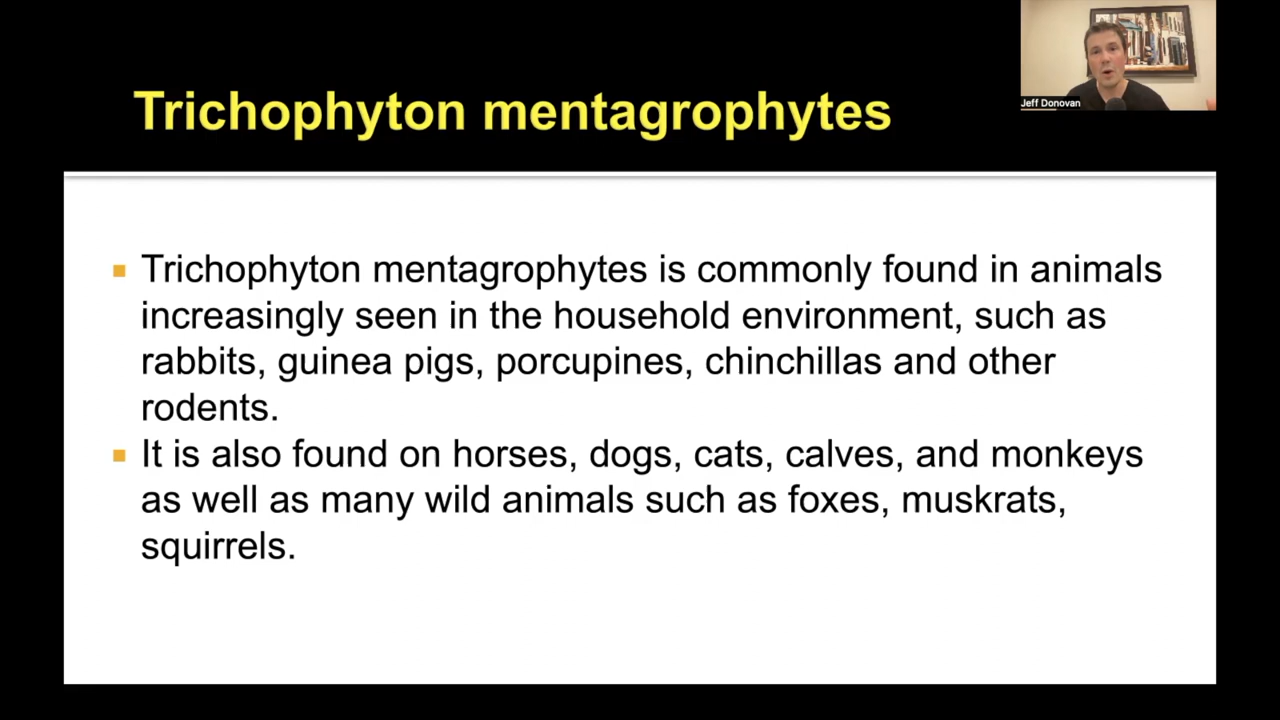 Jeff Donovan
Trichophyton mentagrophytes
Trichophyton mentagrophytes is commonly found in animals
increasingly seen in the household environment, such as
rabbits, guinea pigs, porcupines, chinchillas and other
rodents.
It is also found on horses, dogs, cats, calves, and monkeys
as well as many wild animals such as foxes, muskrats,
squirrels.